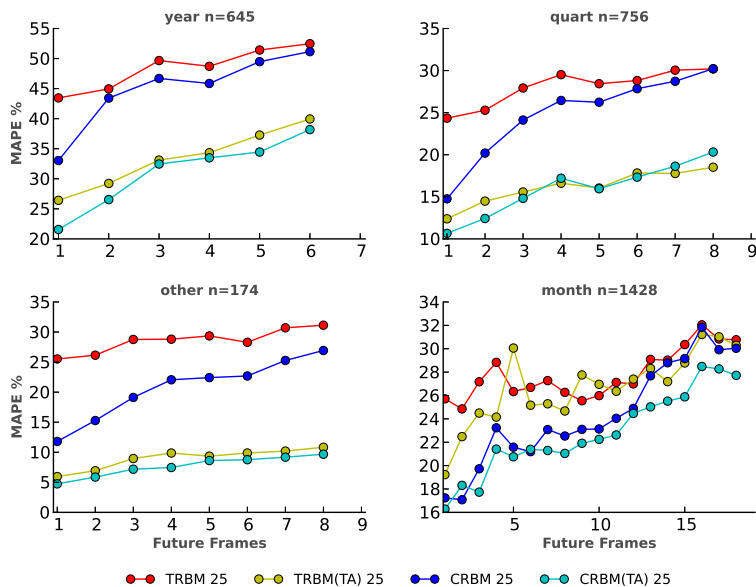 year n=645
quart n=756
55
50
45
40
35
30
25
20
MAPE %
1 2 3 4 5 6 7
35
30
25
20
15
10
1 2 3 4 5 6 7 8 9
other n=174
month n=1428
35
30
25
20
15
10
5
0
MAPE %
1 2 3 4 5 6 7 8 9
Future Frames
34
32
30
28
26
24
22
20
18
16
5 10 15
Future Frames
TRBM 25 TRBM(TA) 25 CRBM 25 CRBM(TA) 25